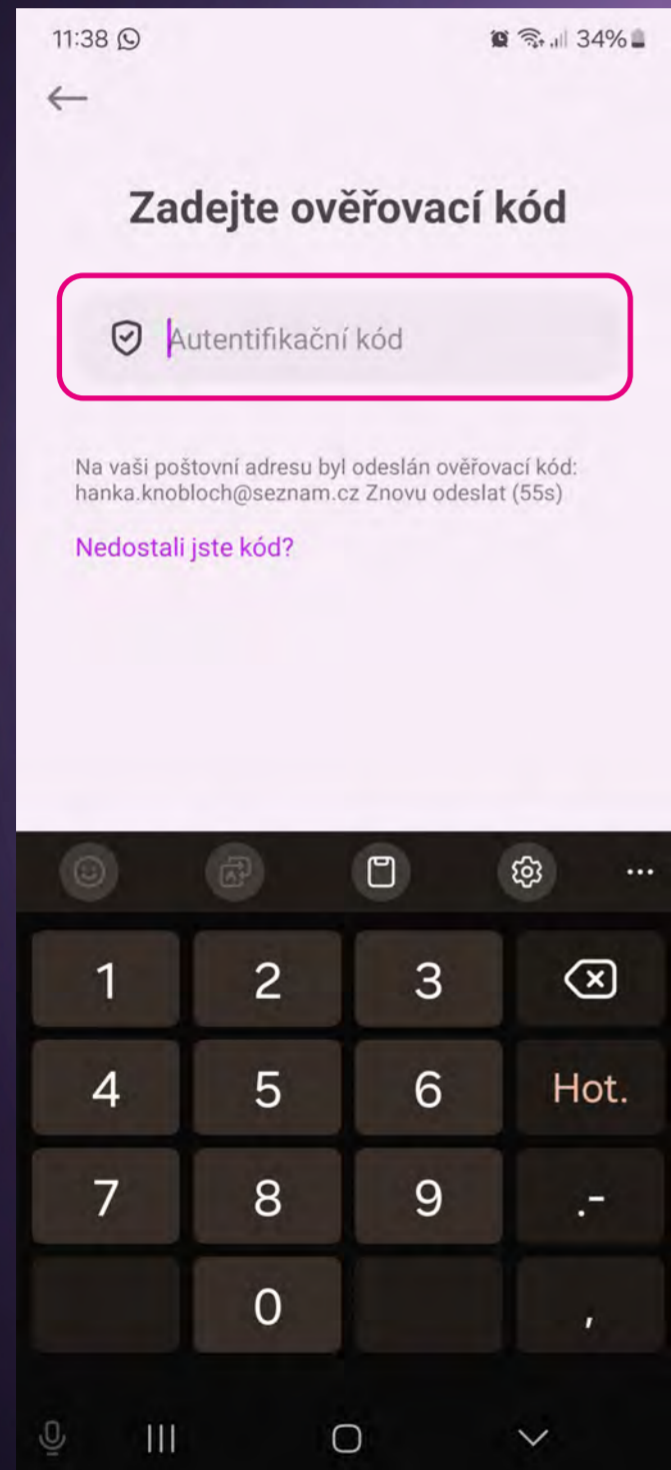 11:38 34%
Zadejte ověřovací kód
Autentifikační kód
Na vaši poštovní adresu byl odeslán ověřovací kód:
hanka.knobloch@seznam.cz Znovu odeslat (55s)
Nedostali jste kód?
1 2 3
4 5 6 Hot.
7 8 9 .-
0 ,